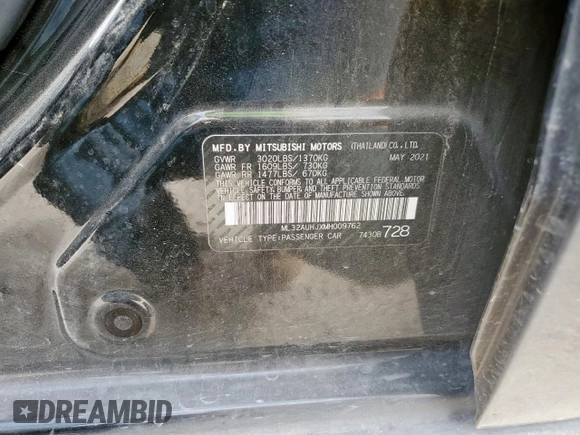 MFD.BY MITSUBISHI MOTORS (THAILAND) CO., LTD.
GVWR 3020LBS/1370KG MAY 2021
GAWR FR 1609LBS/ 730KG
GAWR RR 1477LBS/ 670KG
THIS VEHICLE CONFORMS TO ALL APPLICABLE FEDERAL MOTOR
VEHICLE SAFETY,BUMPER AND THEFT PREVENTION STANDARDS
IN EFFECT ON THE DATE OF MANUFACTURE SHOWN ABOVE.
ML32AUHJXMH009762
VEHICLE TYPE:PASSENGER CAR 7430B 728
DREAMBID